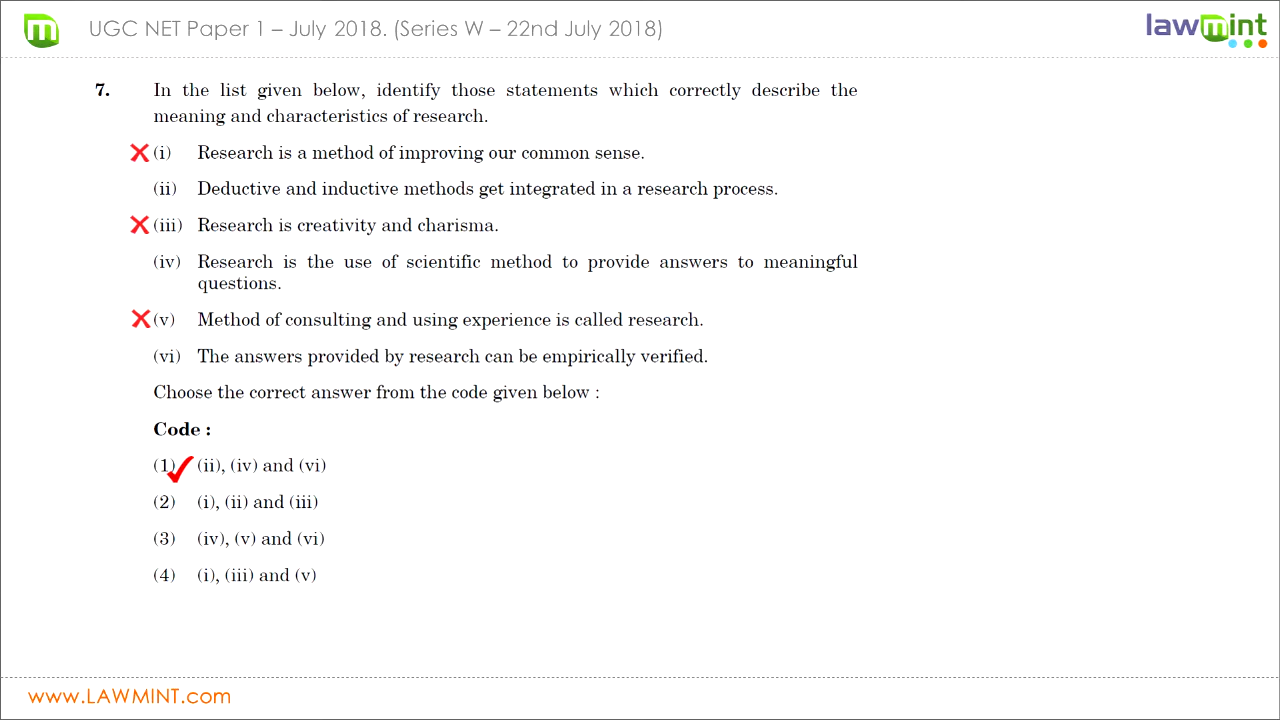 UGC NET Paper 1 – July 2018. (Series W – 22nd July 2018)
lawmint
7. In the list given below, identify those statements which correctly describe the
meaning and characteristics of research.
(i) Research is a method of improving our common sense.
(ii) Deductive and inductive methods get integrated in a research process.
(iii) Research is creativity and charisma.
(iv) Research is the use of scientific method to provide answers to meaningful
questions.
(v) Method of consulting and using experience is called research.
(vi) The answers provided by research can be empirically verified.
Choose the correct answer from the code given below :
Code :
(1) (ii), (iv) and (vi)
(2) (i), (ii) and (iii)
(3) (iv), (v) and (vi)
(4) (i), (iii) and (v)
www.LAWMINT.com